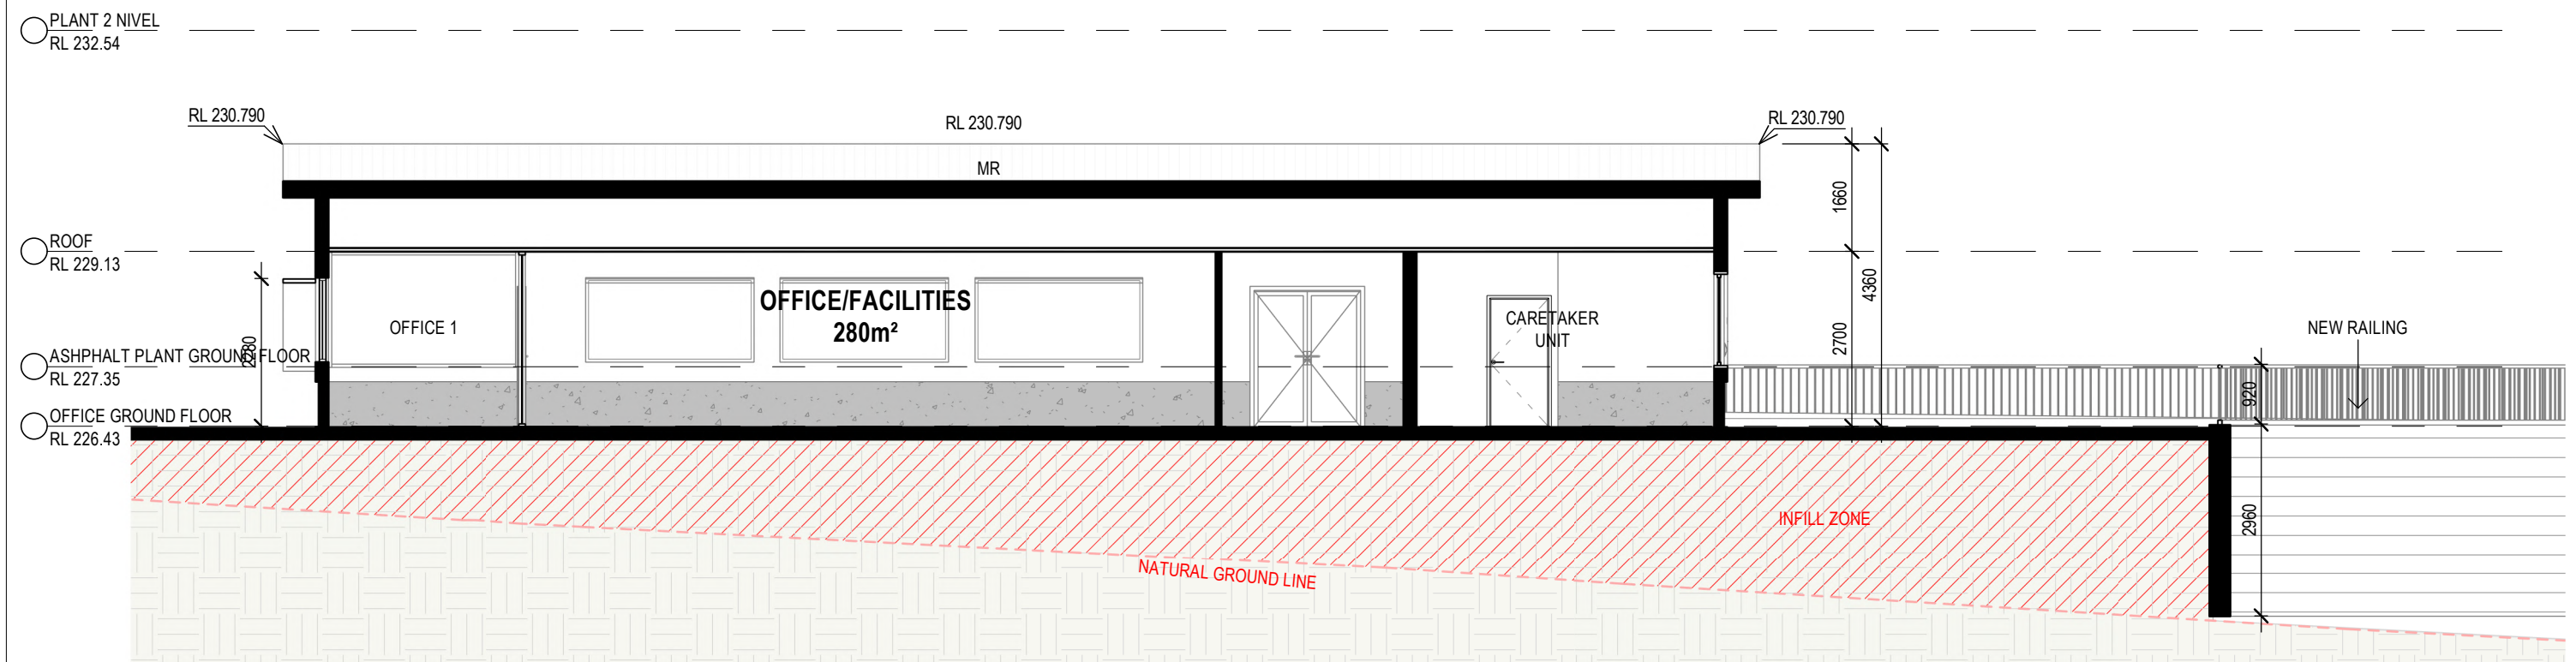 PLANT 2 NIVEL
RL 232.54
RL 230.790
RL 230.790
RL 230.790
MR
1660
ROOF
RL 229.13
4360
OFFICE/FACILITIES
280m²
OFFICE 1
CARETAKER
UNIT
2700
NEW RAILING
2280
ASHPHALT PLANT GROUND FLOOR
RL 227.35
920
OFFICE GROUND FLOOR
RL 226.43
INFILL ZONE
2960
NATURAL GROUND LINE